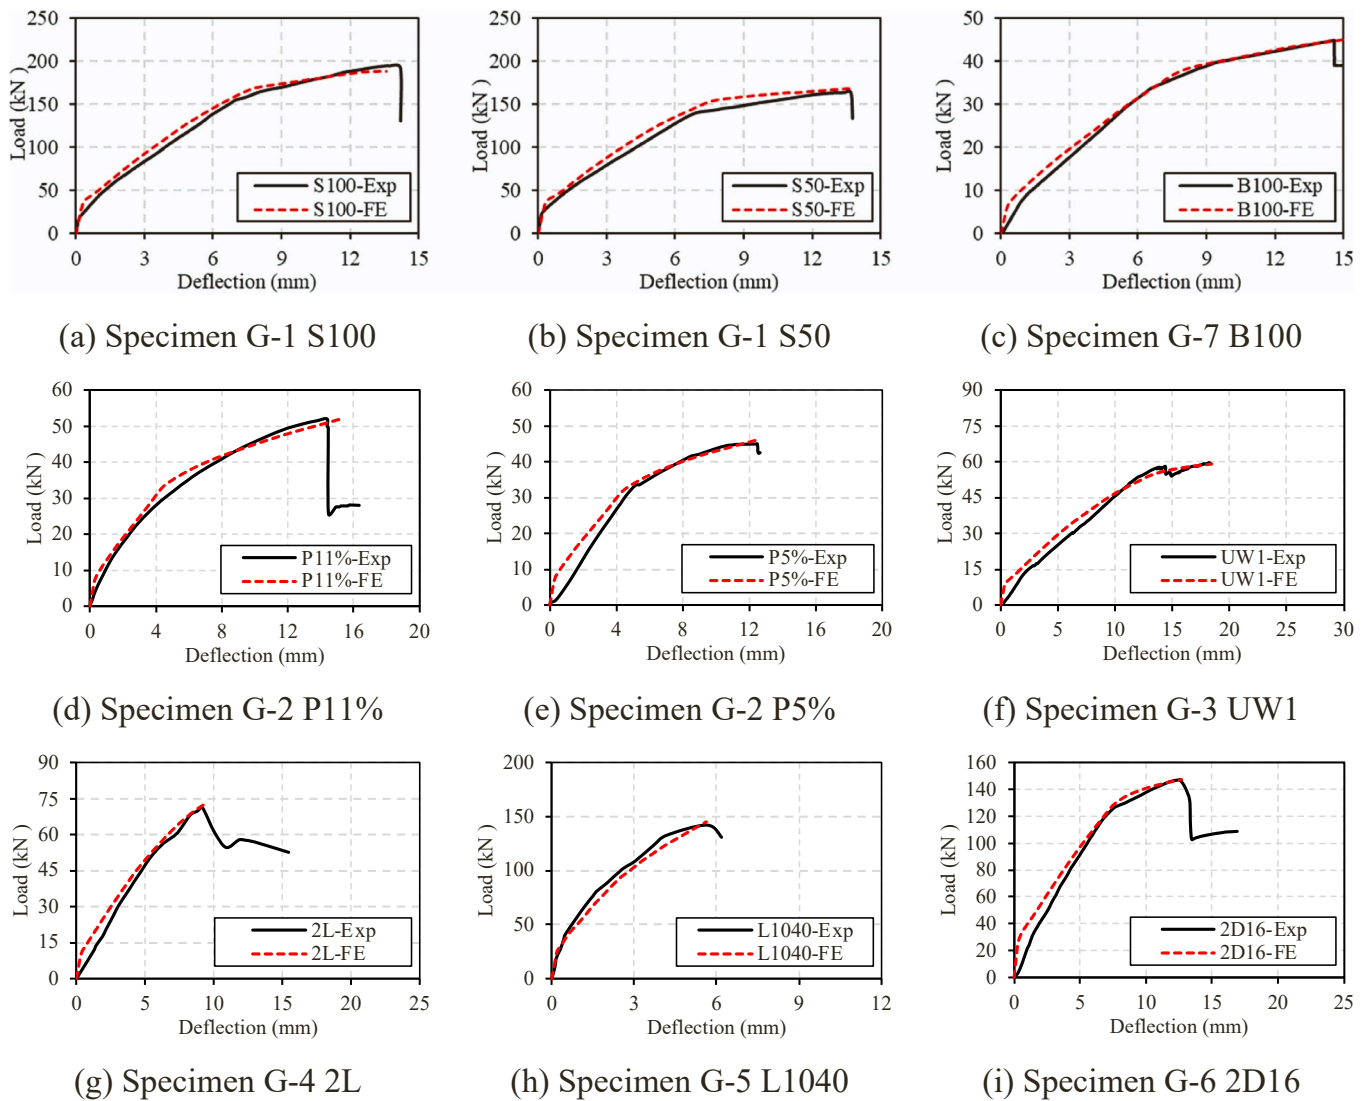 250
200
150
100
50
0
Load (kN )
S100-Exp
S100-FE
0 3 6 9 12 15
Deflection (mm)
(a) Specimen G-1 S100
250
200
150
100
50
0
Load (kN )
S50-Exp
S50-FE
0 3 6 9 12 15
Deflection (mm)
(b) Specimen G-1 S50
50
40
30
20
10
0
Load (kN )
B100-Exp
B100-FE
0 3 6 9 12 15
Deflection (mm)
(c) Specimen G-7 B100
60
50
40
30
20
10
0
Load (kN )
P11%-Exp
P11%-FE
0 4 8 12 16 20
Deflection (mm)
(d) Specimen G-2 P11%
60
50
40
30
20
10
0
Load (kN )
P5%-Exp
P5%-FE
0 4 8 12 16 20
Deflection (mm)
(e) Specimen G-2 P5%
90
75
60
45
30
15
0
Load (kN )
UW1-Exp
UW1-FE
0 5 10 15 20 25 30
Deflection (mm)
(f) Specimen G-3 UW1
90
75
60
45
30
15
0
Load (kN )
2L-Exp
2L-FE
0 5 10 15 20 25
Deflection (mm)
(g) Specimen G-4 2L
200
150
100
50
0
Load (kN )
L1040-Exp
L1040-FE
0 3 6 9 12
Deflection (mm)
(h) Specimen G-5 L1040
160
140
120
100
80
60
40
20
0
Load (kN )
2D16-Exp
2D16-FE
0 5 10 15 20 25
Deflection (mm)
(i) Specimen G-6 2D16